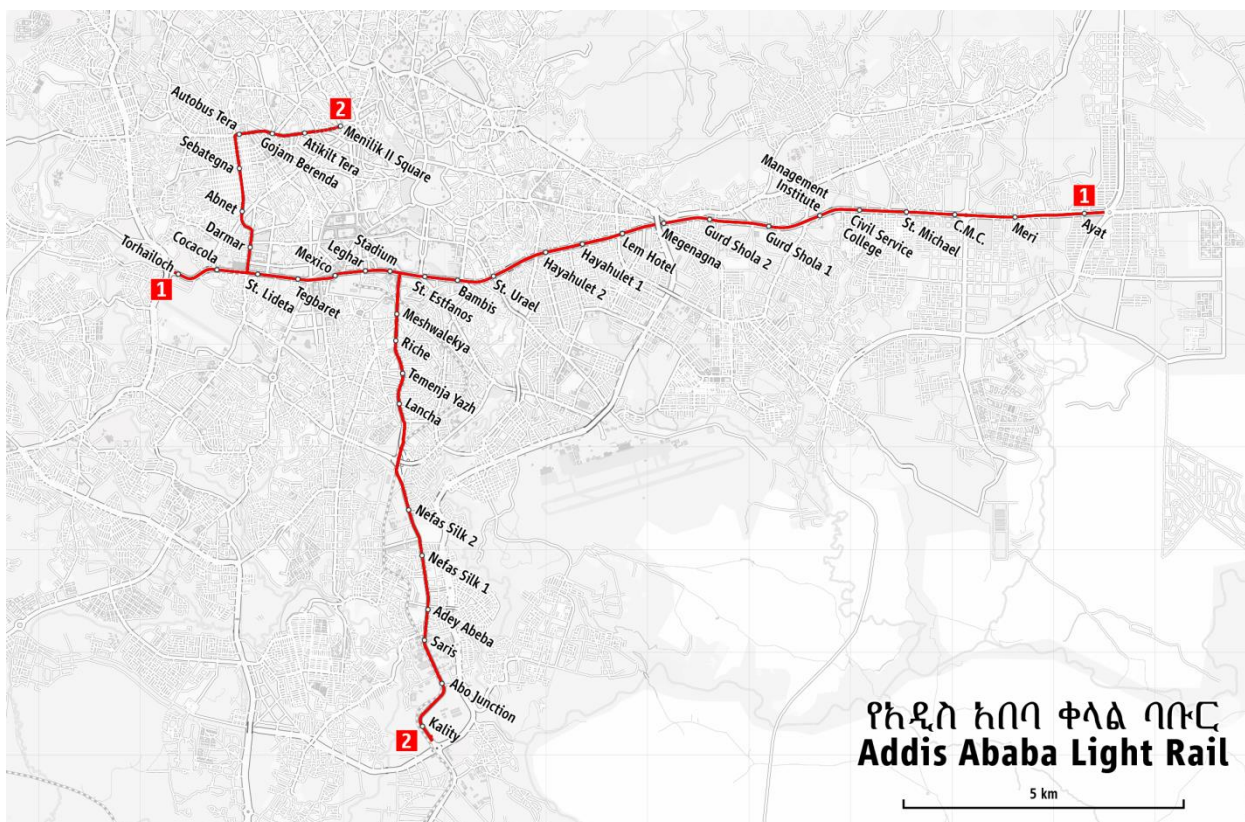 2
Autobus Tera
Gojam Berenda
Atikilt Tera
Menilik II Square
Sebategna
Abnet
Darmar
Torhailoch
1
Cocacola
St. Lideta
Tegbaret
Mexico
Leghar
Stadium
St. Estfanos
Bambis
St. Urael
Hayahulet 2
Hayahulet 1
Lem Hotel
Megenagna
Gurd Shola 2
Gurd Shola 1
Management
Institute
Civil Service
College
St. Michael
C.M.C.
Meri
1
Ayat
Meshwalekya
Riche
Temenja Yazh
Lancha
Nefas Silk 2
Nefas Silk 1
Adey Abeba
Saris
Abo Junction
Kality
2
የአዲስ አበባ ቀላል ባቡር
Addis Ababa Light Rail
5 km